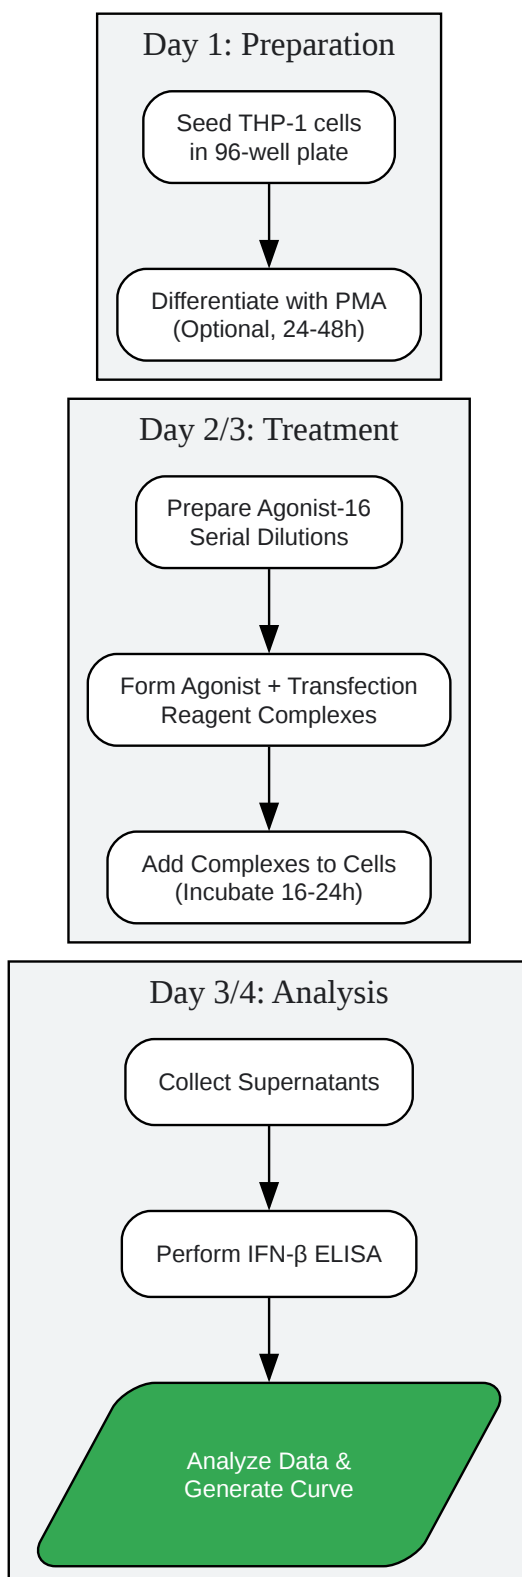 Day 1: Preparation
Seed THP-1 cells
in 96-well plate
Differentiate with PMA
(Optional, 24-48h)
Day 2/3: Treatment
Prepare Agonist-16
Serial Dilutions
Form Agonist + Transfection
Reagent Complexes
Add Complexes to Cells
(Incubate 16-24h)
Day 3/4: Analysis
Collect Supernatants
Perform IFN-β ELISA
Analyze Data &
Generate Curve